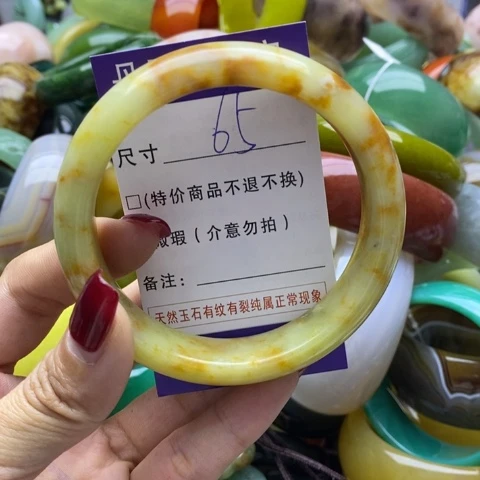 尺寸 65
□(特价商品不退不换)
瑕(介意勿拍)
备注:
天然玉石有纹有裂纯属正常现象